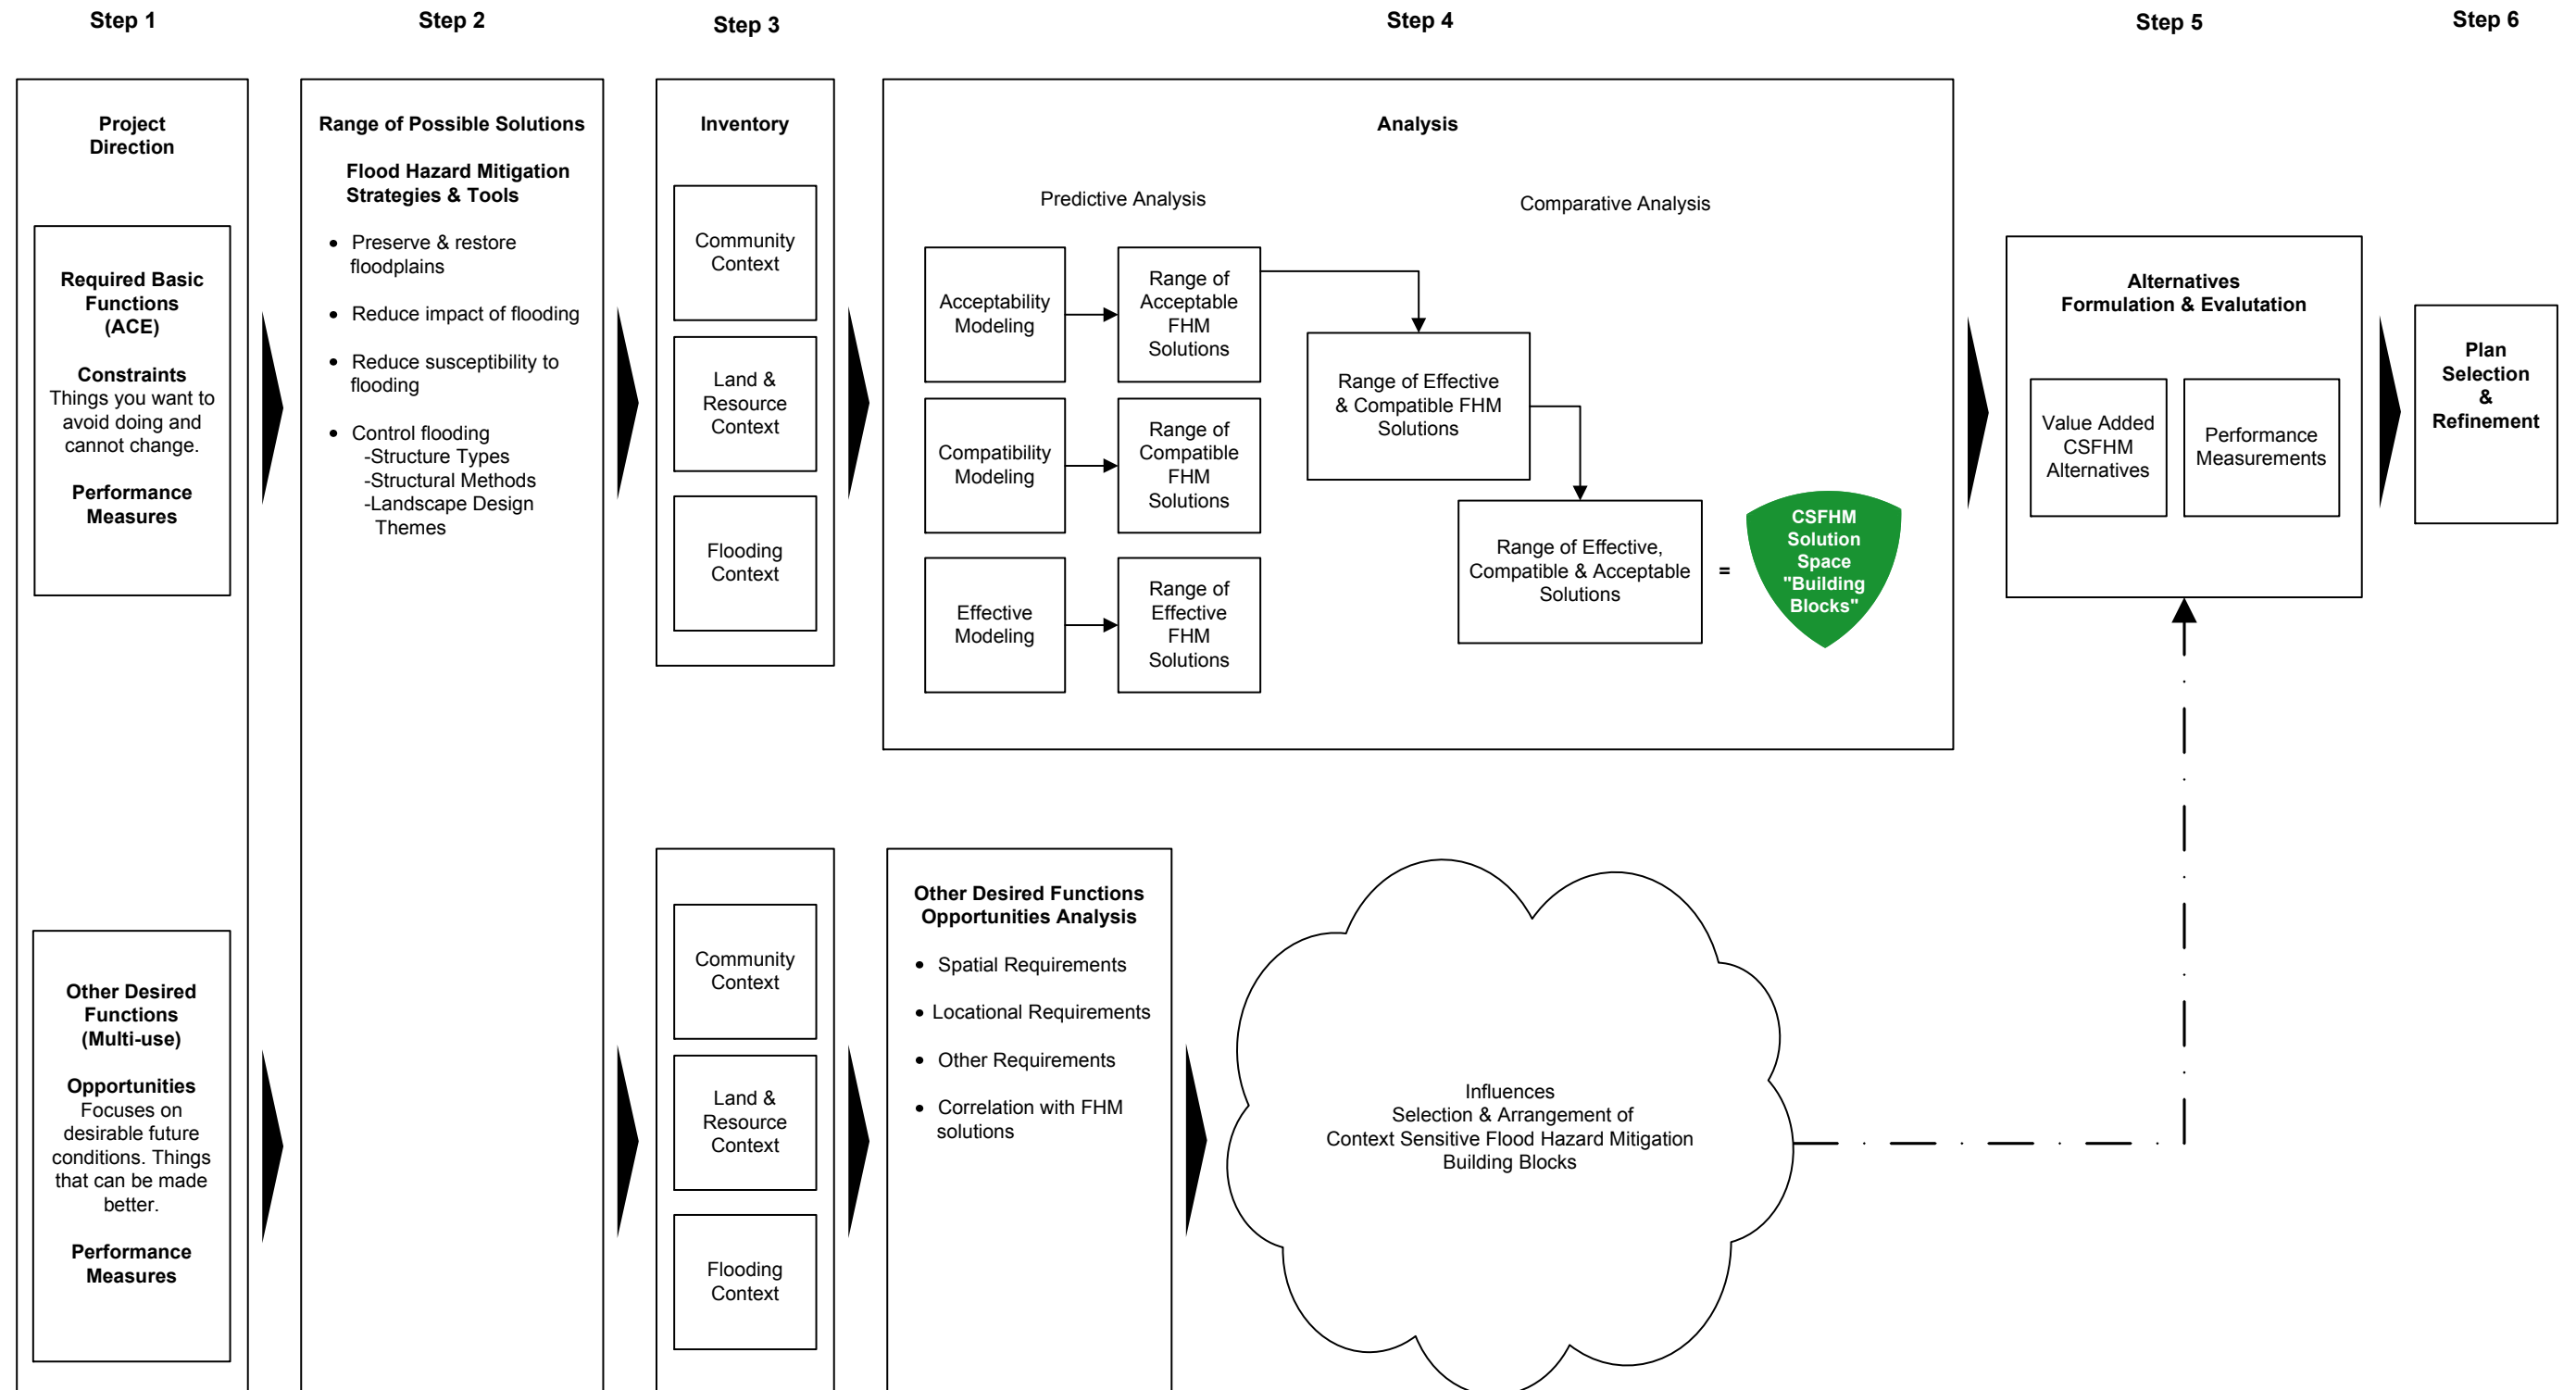 Step 1
Step 2
Step 3
Step 4
Step 5
Step 6
Project
Direction
Required Basic
Functions
(ACE)
Constraints
Things you want to
avoid doing and
cannot change.
Performance
Measures
Other Desired
Functions
(Multi-use)
Opportunities
Focuses on
desirable future
conditions. Things
that can be made
better.
Performance
Measures
Range of Possible Solutions
Flood Hazard Mitigation
Strategies & Tools
• Preserve & restore
floodplains
• Reduce impact of flooding
• Reduce susceptibility to
flooding
• Control flooding
-Structure Types
-Structural Methods
-Landscape Design
Themes
Inventory
Community
Context
Land &
Resource
Context
Flooding
Context
Community
Context
Land &
Resource
Context
Flooding
Context
Analysis
Predictive Analysis
Comparative Analysis
Acceptability
Modeling
Range of
Acceptable
FHM
Solutions
Compatibility
Modeling
Range of
Compatible
FHM
Solutions
Effective
Modeling
Range of
Effective
FHM
Solutions
Range of Effective
& Compatible FHM
Solutions
Range of Effective,
Compatible & Acceptable
Solutions
=
CSFHM
Solution
Space
"Building
Blocks"
Other Desired Functions
Opportunities Analysis
• Spatial Requirements
• Locational Requirements
• Other Requirements
• Correlation with FHM
solutions
Influences
Selection & Arrangement of
Context Sensitive Flood Hazard Mitigation
Building Blocks
Alternatives
Formulation & Evalutation
Value Added
CSFHM
Alternatives
Performance
Measurements
Plan
Selection
&
Refinement